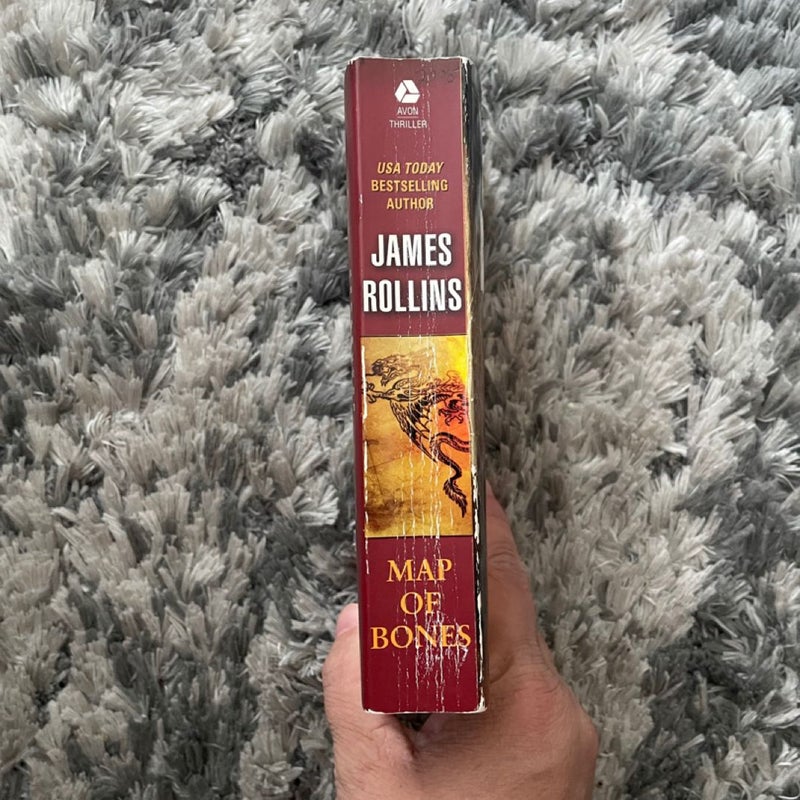 AVON
THRILLER
USA TODAY
BESTSELLING
AUTHOR
JAMES
ROLLINS
MAP
OF
BONES